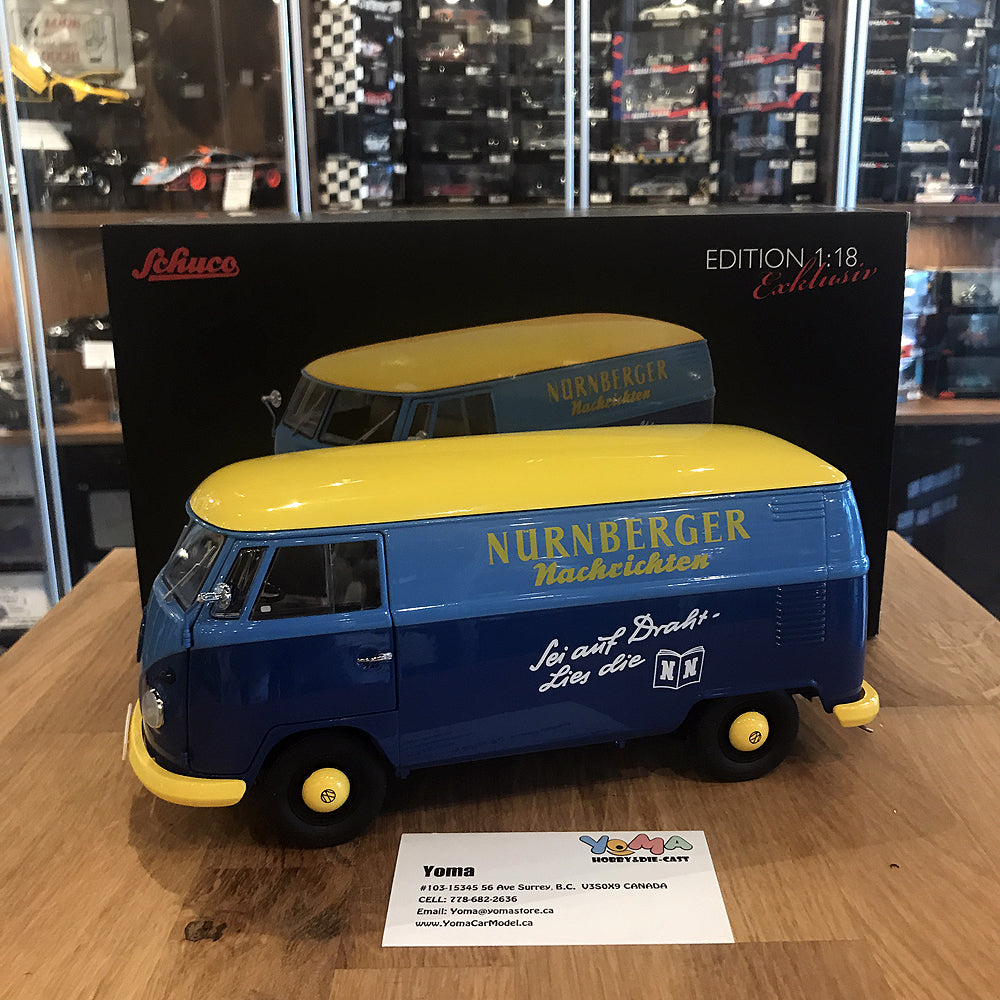 Schuco
EDITION 1:18
Exklusiv
NÜRNBERGER
Nachrichten
NÜRNBERGER
Nachrichten
Sei auf Draht-
Lies die NN
YOMA
HOBBY&DIE-CAST
Yoma
#103-15345 56 Ave Surrey, B.C. V3S0X9 CANADA
CELL: 778-682-2636
Email: Yoma@yomastore.ca
www.YomaCarModel.ca